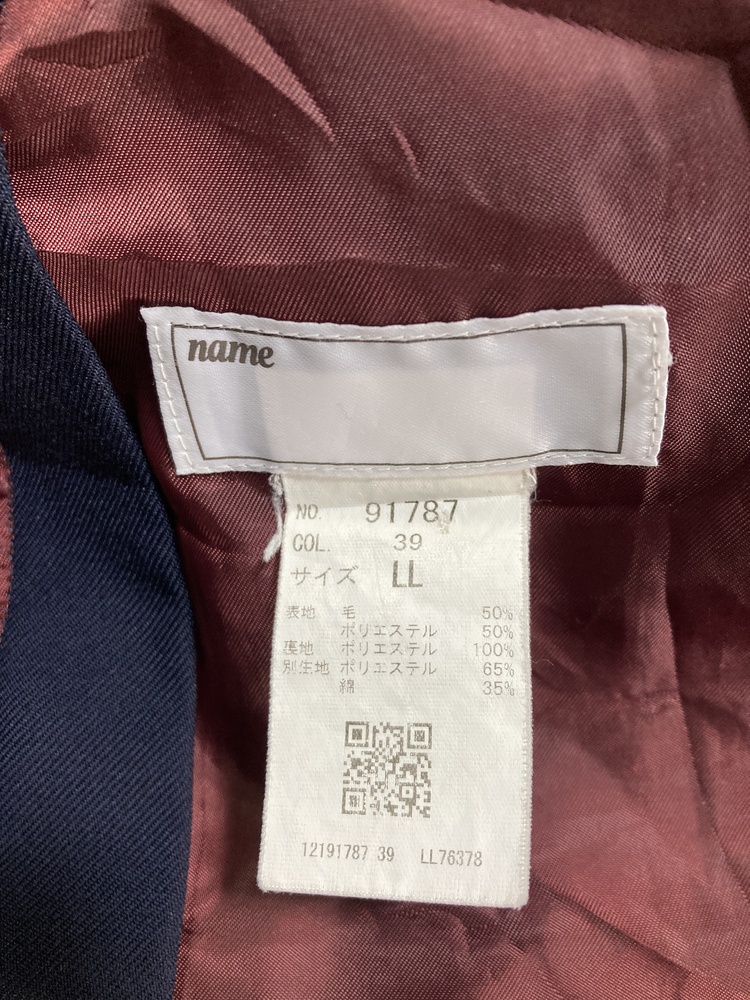 name
NO. 91787
COL. 39
サイズ LL
表地 毛 50%
ポリエステル 50%
裏地 ポリエステル 100%
別生地 ポリエステル 65%
綿 35%
12191787 39 LL76378